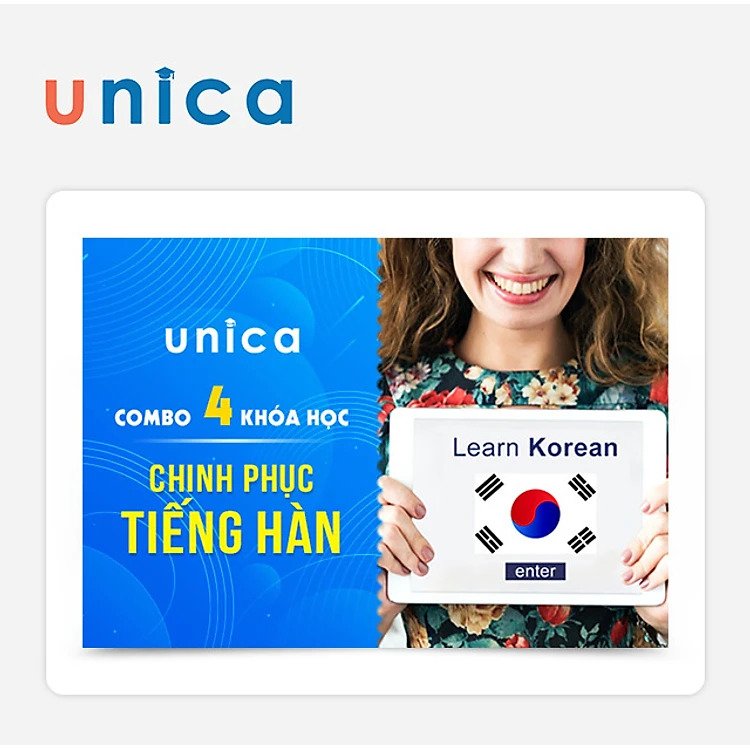 unica
unica
COMBO 4 KHÓA HỌC
CHINH PHỤC
TIẾNG HÀN
Learn Korean
enter